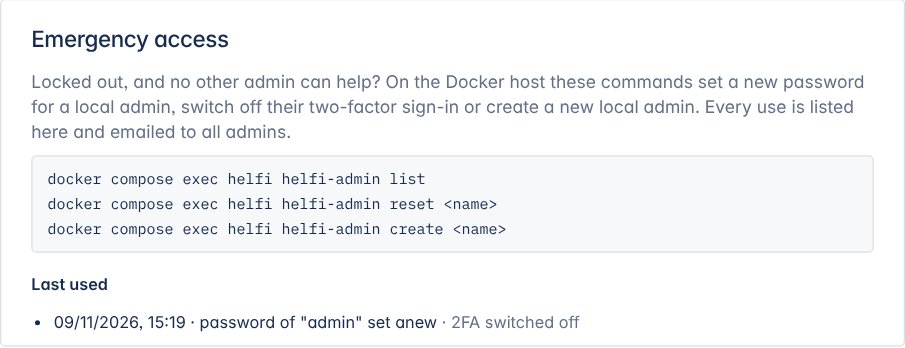 Emergency access
Locked out, and no other admin can help? On the Docker host these commands set a new password
for a local admin, switch off their two-factor sign-in or create a new local admin. Every use is listed
here and emailed to all admins.
docker compose exec helfi helfi-admin list
docker compose exec helfi helfi-admin reset <name>
docker compose exec helfi helfi-admin create <name>
Last used
• 09/11/2026, 15:19 · password of "admin" set anew · 2FA switched off